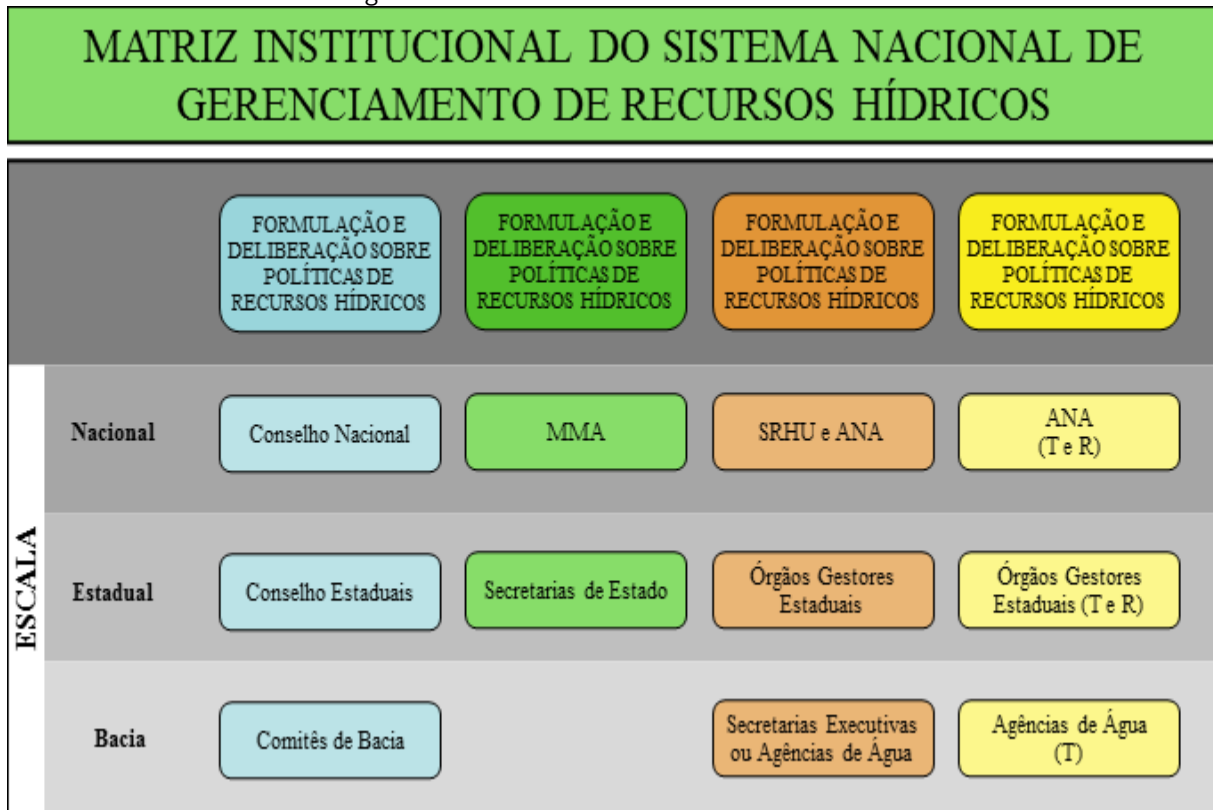 g
MATRIZ INSTITUCIONAL DO SISTEMA NACIONAL DE
GERENCIAMENTO DE RECURSOS HÍDRICOS
FORMULAÇÃO E
DELIBERAÇÃO SOBRE
POLÍTICAS DE
RECURSOS HÍDRICOS
FORMULAÇÃO E
DELIBERAÇÃO SOBRE
POLÍTICAS DE
RECURSOS HÍDRICOS
FORMULAÇÃO E
DELIBERAÇÃO SOBRE
POLÍTICAS DE
RECURSOS HÍDRICOS
FORMULAÇÃO E
DELIBERAÇÃO SOBRE
POLÍTICAS DE
RECURSOS HÍDRICOS
ESCALA
Nacional
Conselho Nacional
MMA
SRHU e ANA
ANA
(T e R)
Estadual
Conselho Estaduais
Secretarias de Estado
Órgãos Gestores
Estaduais
Órgãos Gestores
Estaduais (T e R)
Bacia
Comitês de Bacia
Secretarias Executivas
ou Agências de Água
Agências de Água
(T)